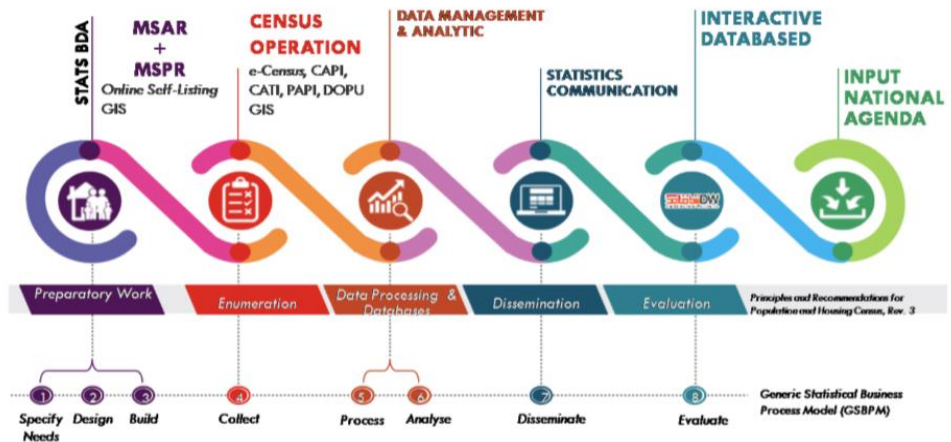 STATS BDA
MSAR
+
MSPR
Online Self-Listing
GIS
CENSUS
OPERATION
e-Census, CAPI,
CATI, PAPI, DOPU
GIS
DATA MANAGEMENT
& ANALYTIC
STATISTICS
COMMUNICATION
INTERACTIVE
DATABASED
INPUT
NATIONAL
AGENDA
DW
Preparatory Work
Enumeration
Data Processing &
Databases
Dissemination
Evaluation
Principles and Recommendations for
Population and Housing Census, Rev. 3
1
2
3
4
5
6
7
8
Specify
Needs
Design
Build
Collect
Process
Analyse
Disseminate
Evaluate
Generic Statistical Business
Process Model (GSBPM)